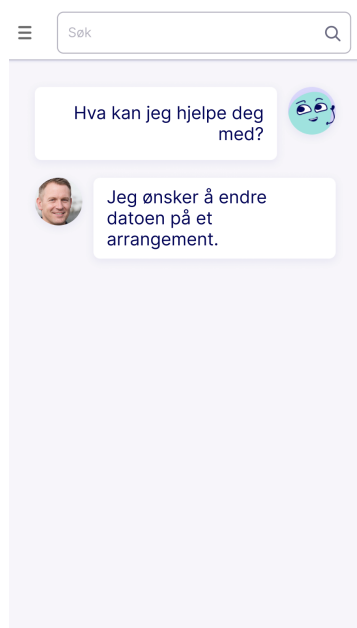 Søk
Hva kan jeg hjelpe deg
med?
Jeg ønsker å endre
datoen på et
arrangement.